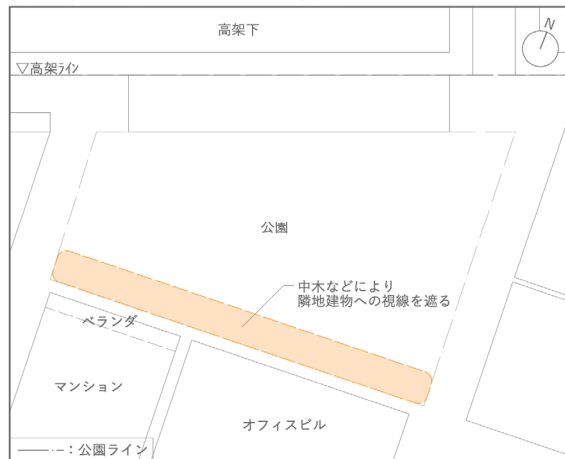 高架下
N
▽高架ライン
公園
中木などにより
隣地建物への視線を遮る
ベランダ
マンション
オフィスビル
：公園ライン